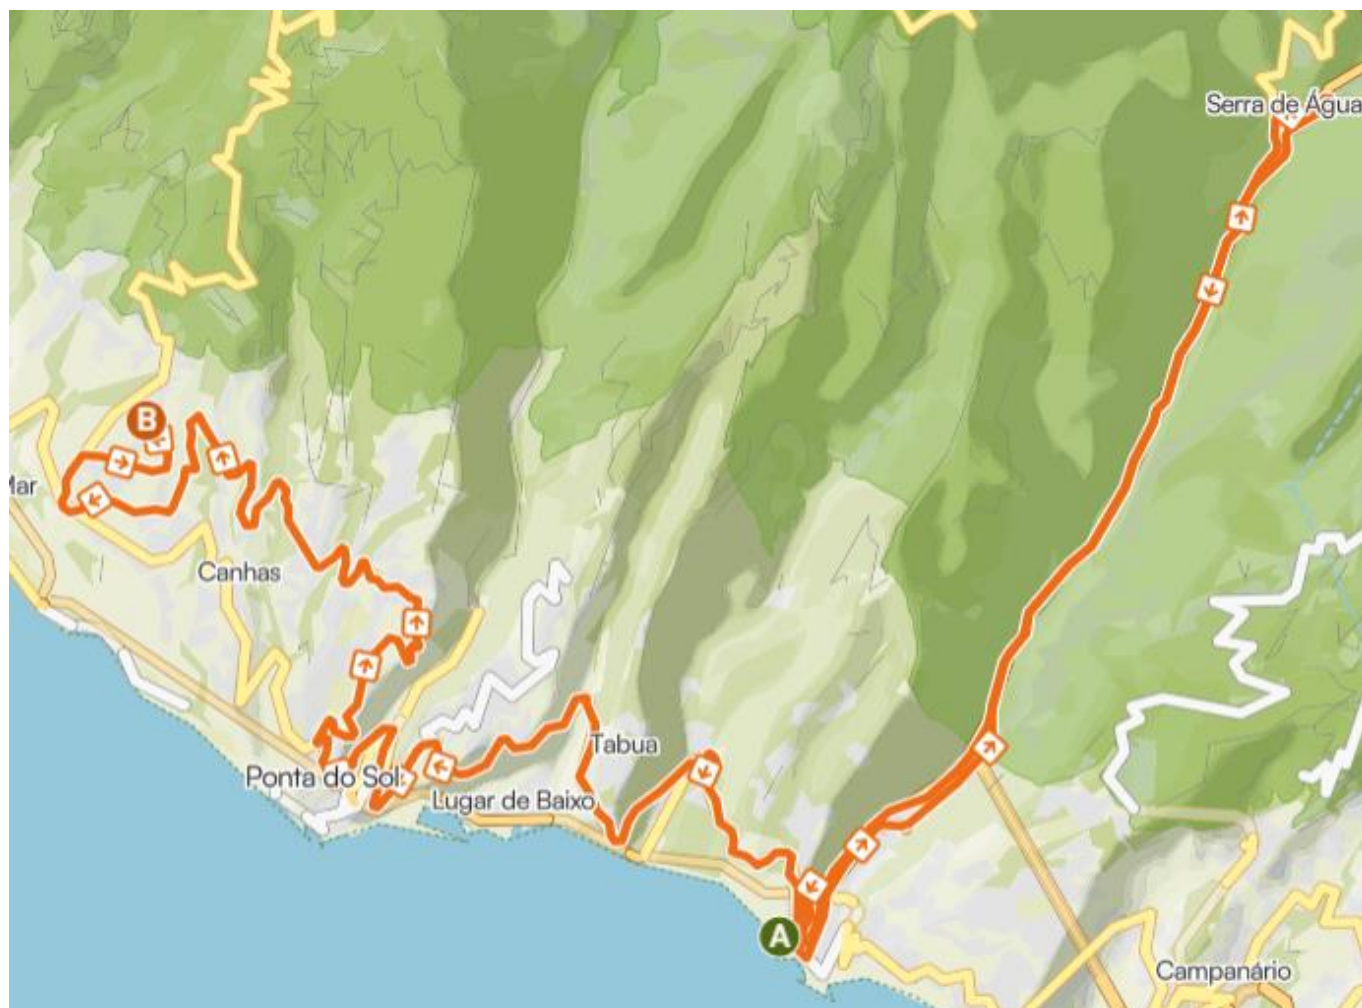 Serra de Água
B
Mar
Canhas
Tabua
Ponta do Sol
Lugar de Baixo
A
Campanário